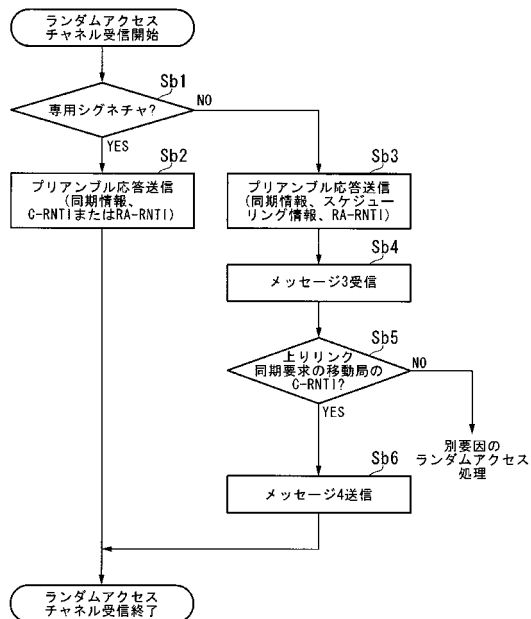 ランダムアクセス
チャネル受信開始
Sb1
専用シグネチャ?
NO
YES
Sb2
プリアンブル応答送信
(同期情報、
C-RNTIまたはRA-RNTI)
Sb3
プリアンブル応答送信
(同期情報、スケジュー
リング情報、RA-RNTI)
Sb4
メッセージ3受信
Sb5
上りリンク
同期要求の移動局の
C-RNTI?
NO
YES
別要因の
ランダムアクセス
処理
Sb6
メッセージ4送信
ランダムアクセス
チャネル受信終了